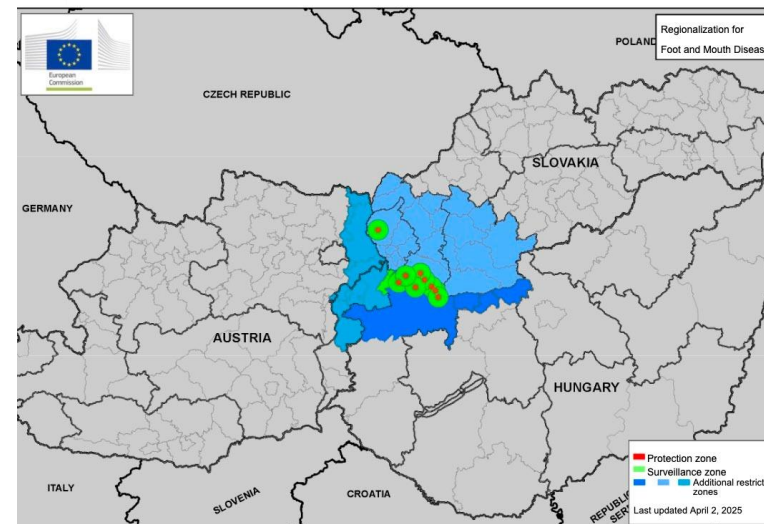 European
Commission
Regionalization for
Foot and Mouth Diseas
POLAND
CZECH REPUBLIC
SLOVAKIA
GERMANY
AUSTRIA
HUNGARY
ITALY
SLOVENIA
CROATIA
Protection zone
Surveillance zone
Additional restrict
zones
Last updated April 2, 2025